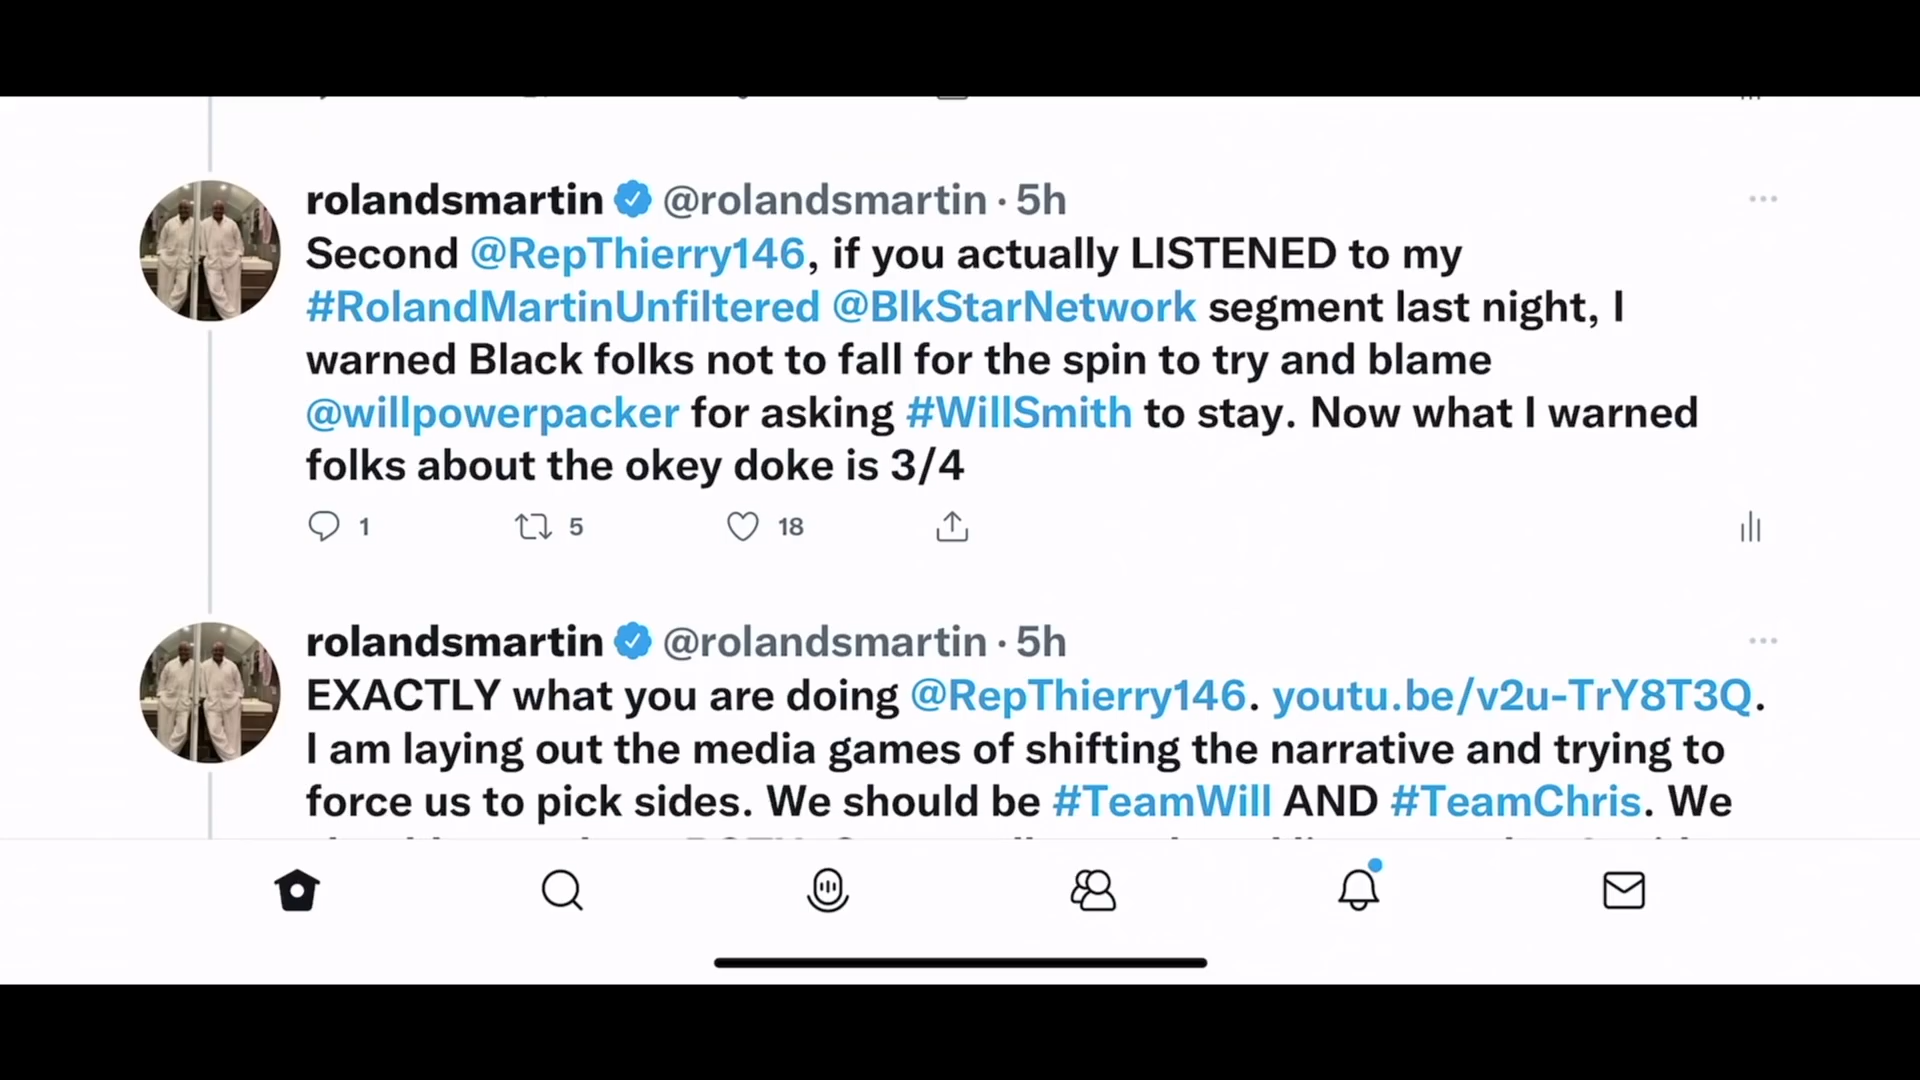 rolandsmartin @rolandsmartin · 5h
Second @RepThierry146, if you actually LISTENED to my
#RolandMartinUnfiltered @BlkStarNetwork segment last night, I
warned Black folks not to fall for the spin to try and blame
@willpowerpacker for asking #WillSmith to stay. Now what I warned
folks about the okey doke is 3/4
1 5 18
rolandsmartin @rolandsmartin · 5h
EXACTLY what you are doing @RepThierry146. youtu.be/v2u-TrY8T3Q.
I am laying out the media games of shifting the narrative and trying to
force us to pick sides. We should be #TeamWill AND #TeamChris. We